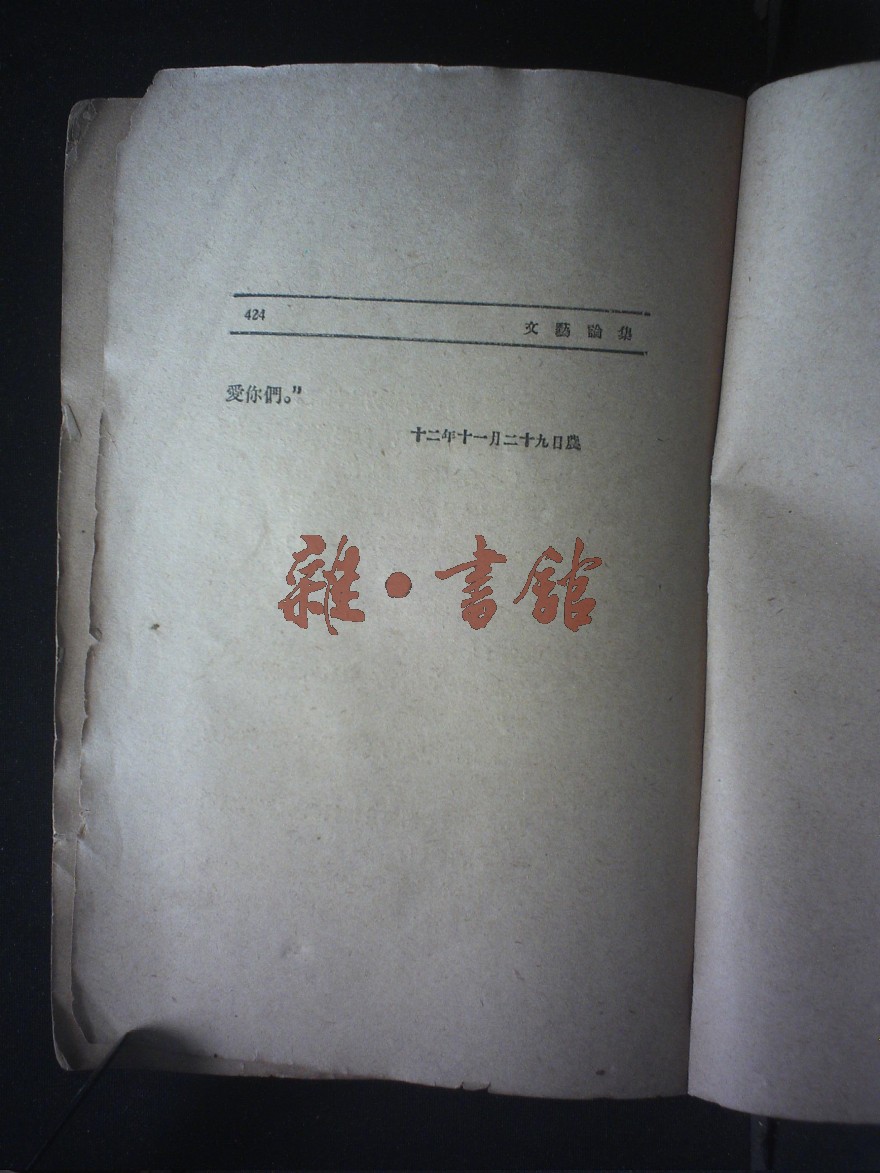 424 文藝論集
愛你們。”
十二年十一月二十九日晨
雜·書館